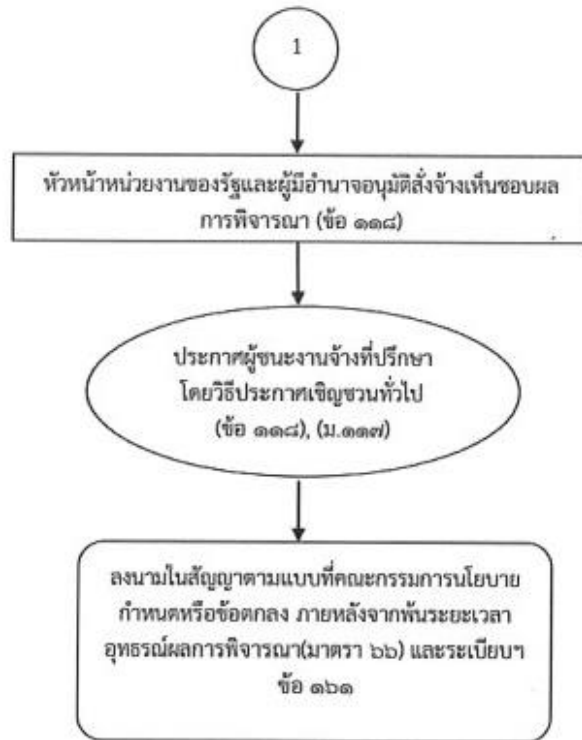 1
หัวหน้าหน่วยงานของรัฐและผู้มีอำนาจอนุมัติสั่งจ้างเห็นชอบผล
การพิจารณา (ข้อ ๑๑๘)
ประกาศผู้ชนะงานจ้างที่ปรึกษา
โดยวิธีประกาศเชิญชวนทั่วไป
(ข้อ ๑๑๘), (ม.๑๑๗)
ลงนามในสัญญาตามแบบที่คณะกรรมการนโยบาย
กำหนดหรือข้อตกลง ภายหลังจากพ้นระยะเวลา
อุทธรณ์ผลการพิจารณา(มาตรา ๖๖) และระเบียบฯ
ข้อ ๑๖๑